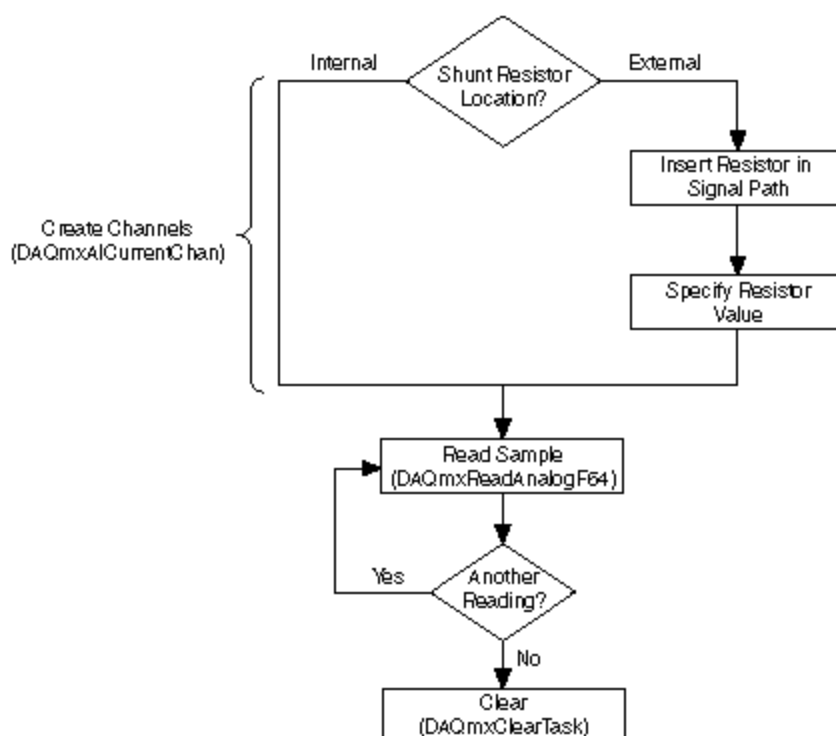 Internal
Shunt Resistor
Location?
External
Insert Resistor in
Signal Path
Create Channels
(DAQmxAICurrentChan)
Specify Resistor
Value
Read Sample
(DAQmxReadAnalogF64)
Yes
Another
Reading?
No
Clear
(DAQmxClearTask)